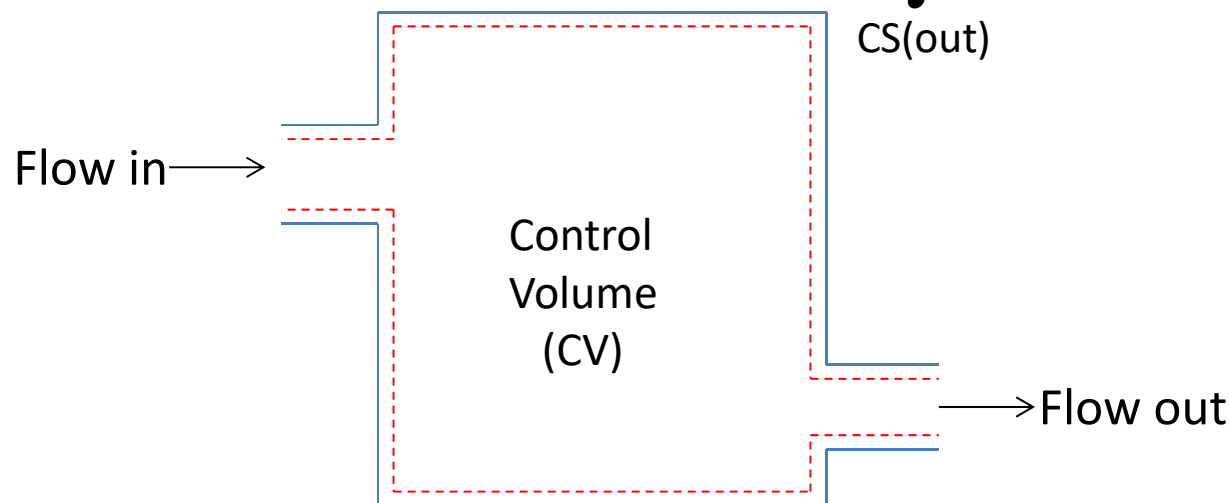 CS(out)
Flow in
Control
Volume
(CV)
Flow out